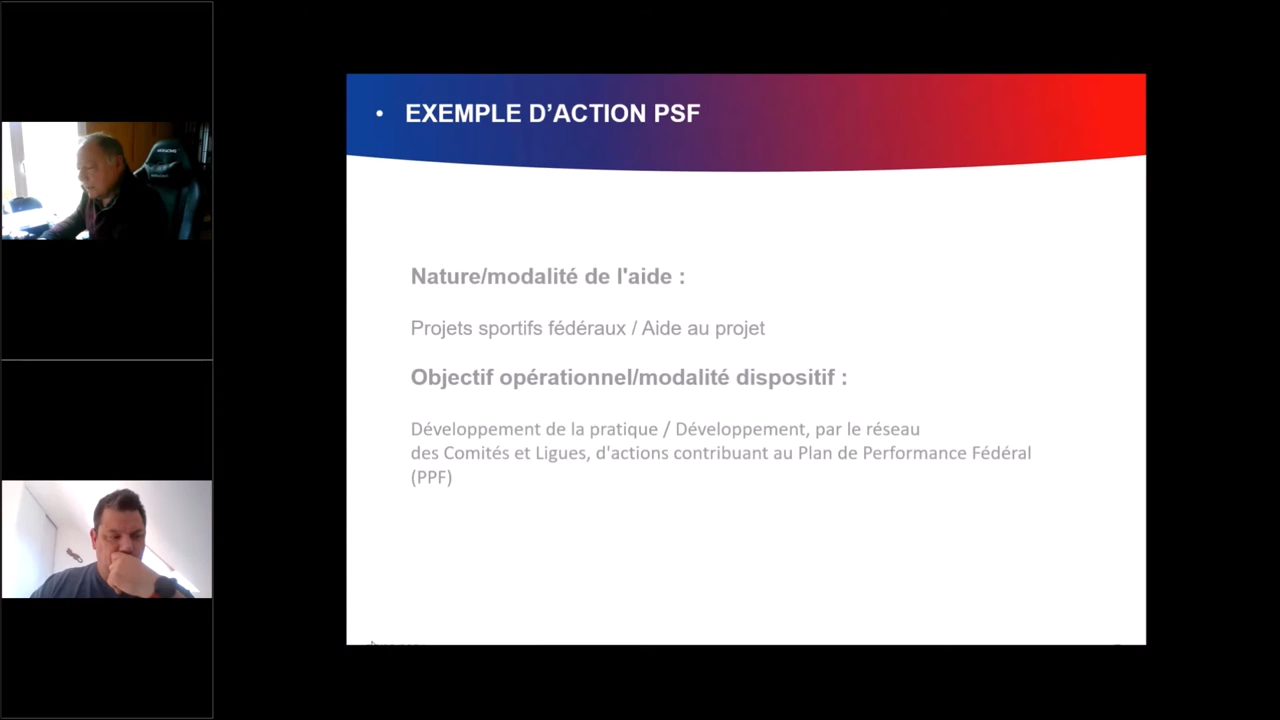 • EXEMPLE D’ACTION PSF
Nature/modalité de l'aide :
Projets sportifs fédéraux / Aide au projet
Objectif opérationnel/modalité dispositif :
Développement de la pratique / Développement, par le réseau
des Comités et Ligues, d'actions contribuant au Plan de Performance Fédéral
(PPF)